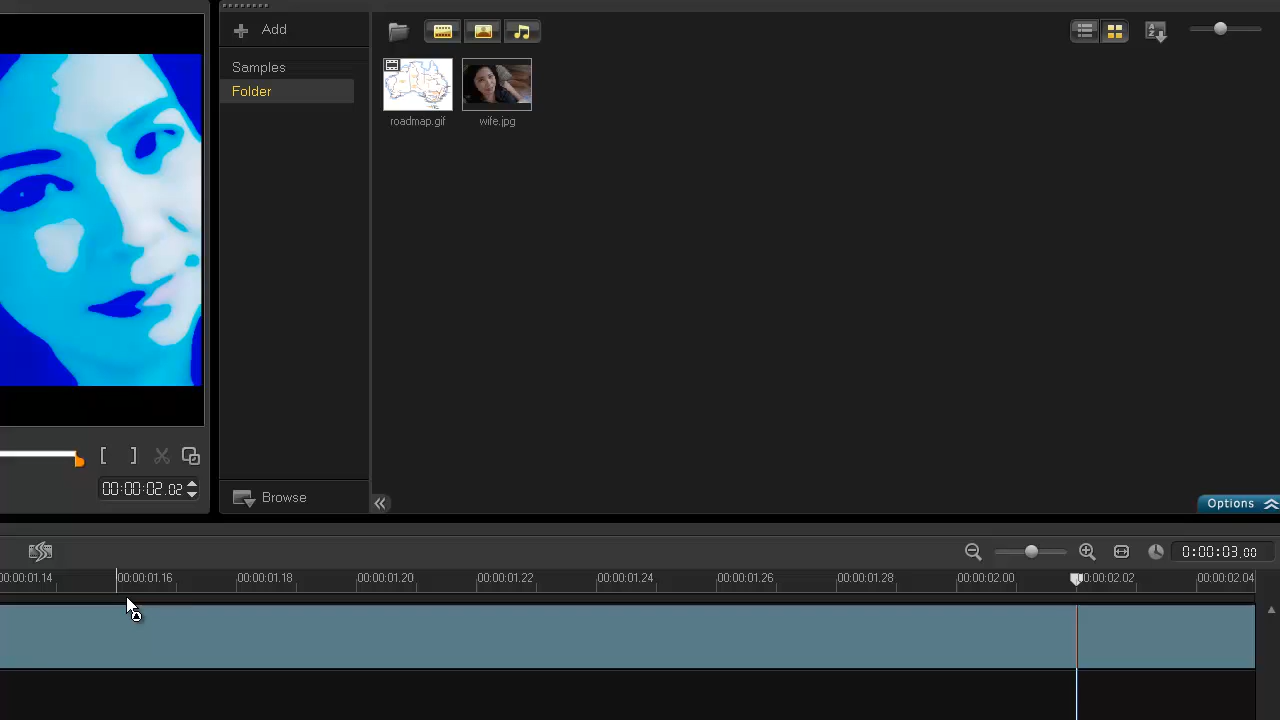 Add
Samples
Folder
roadmap.gif
wife.jpg
Browse
Options
00:00:02.02
0:00:03.00
00:00:01.14
00:00:01.16
00:00:01.18
00:00:01.20
00:00:01.22
00:00:01.24
00:00:01.26
00:00:01.28
00:00:02.00
00:00:02.02
00:00:02.04